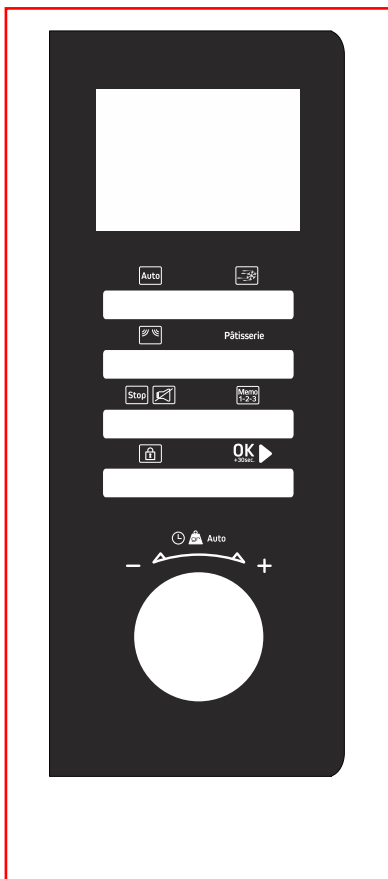 Auto
Pâtisserie
Stop Memo
1-2-3
OK
+30sec.
Auto
− +